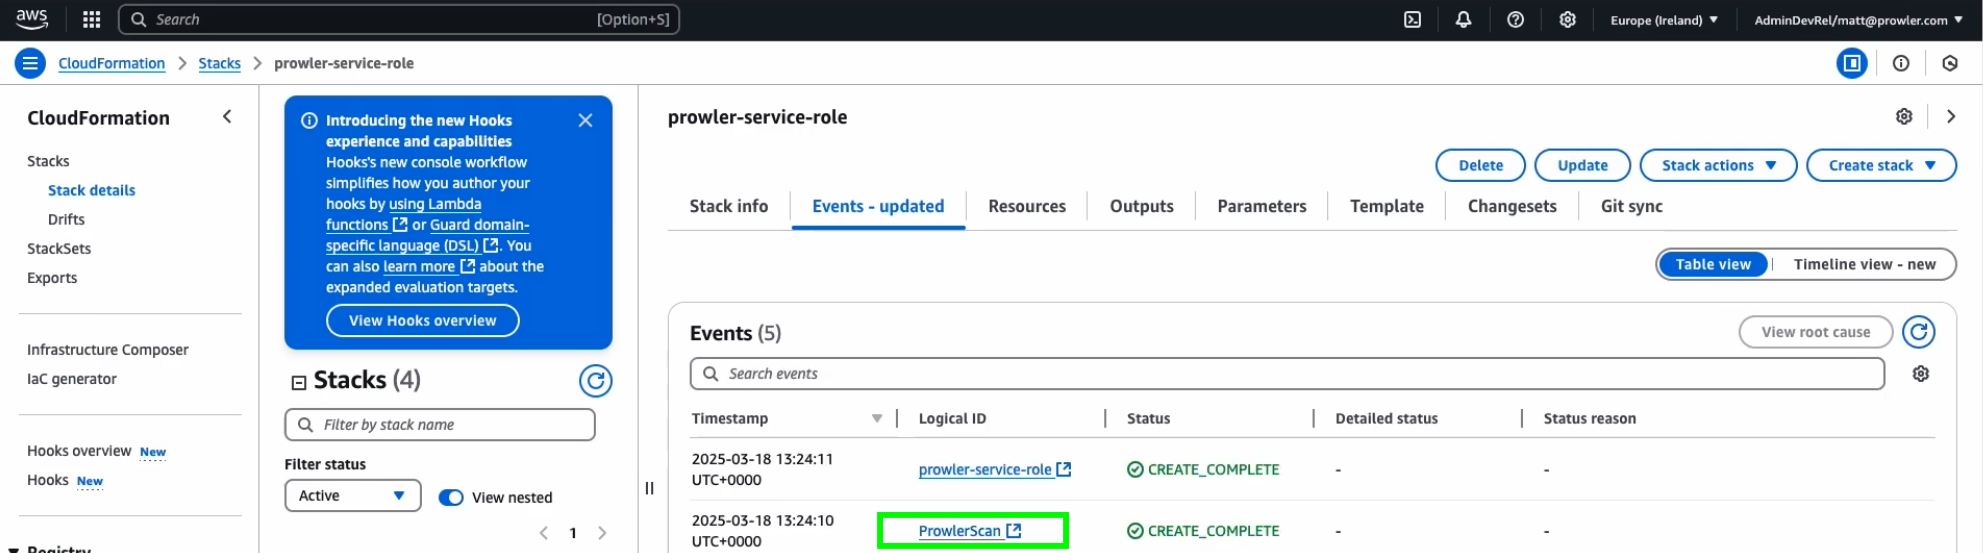 aws
Search
[Option+S]
Europe (Ireland)
AdminDevRel/matt@prowler.com
CloudFormation
Stacks
prowler-service-role
CloudFormation
Stacks
Stack details
Drifts
StackSets
Exports
Infrastructure Composer
IaC generator
Hooks overview New
Hooks New
Registry
Introducing the new Hooks
experience and capabilities
Hooks's new console workflow
simplifies how you author your
hooks by using Lambda
functions or Guard domain-
specific language (DSL). You
can also learn more about the
expanded evaluation targets.
View Hooks overview
Stacks (4)
Filter by stack name
Filter status
Active
View nested
1
prowler-service-role
Delete
Update
Stack actions
Create stack
Stack info
Events - updated
Resources
Outputs
Parameters
Template
Changesets
Git sync
Table view
Timeline view - new
Events (5)
View root cause
Search events
Timestamp
Logical ID
Status
Detailed status
Status reason
2025-03-18 13:24:11
UTC+0000
prowler-service-role
CREATE_COMPLETE
-
-
2025-03-18 13:24:10
UTC+0000
ProwlerScan
CREATE_COMPLETE
-
-